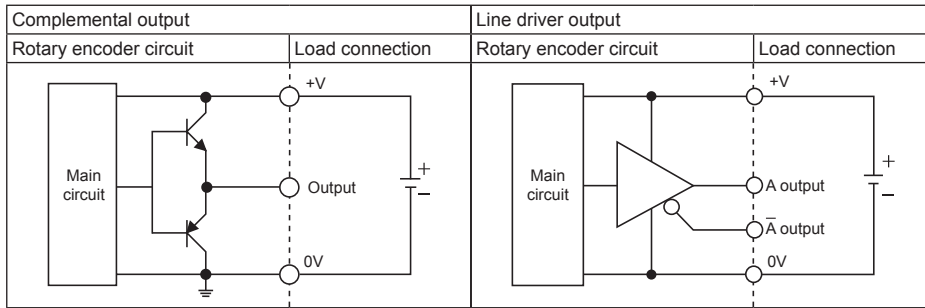 Complemental output
Line driver output
Rotary encoder circuit
Load connection
Rotary encoder circuit
Load connection
+V
Main
circuit
Output
+
−
0V
+V
Main
circuit
A output
A̅ output
+
−
0V